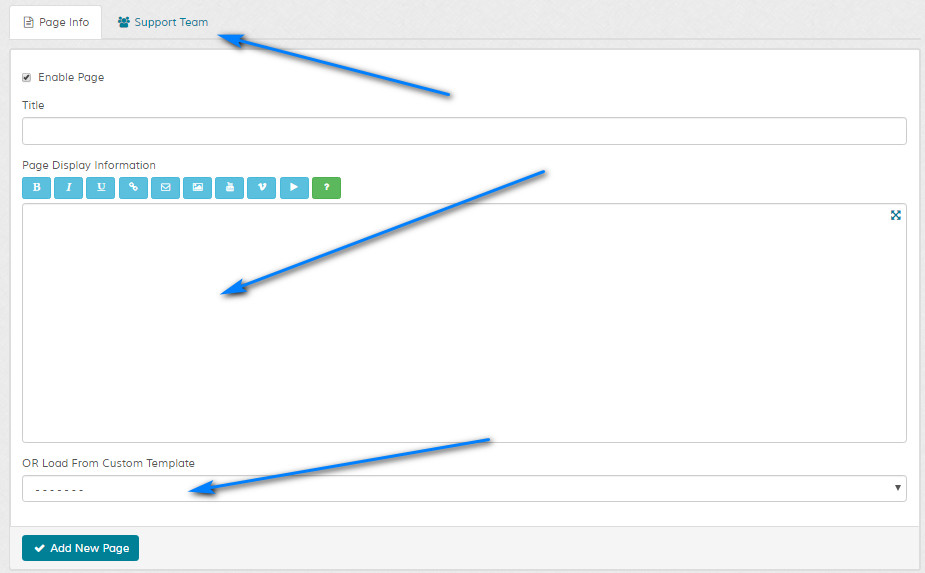 Page Info
Support Team
Enable Page
Title
Page Display Information
B I U ?
OR Load From Custom Template
- - - - - - -
Add New Page